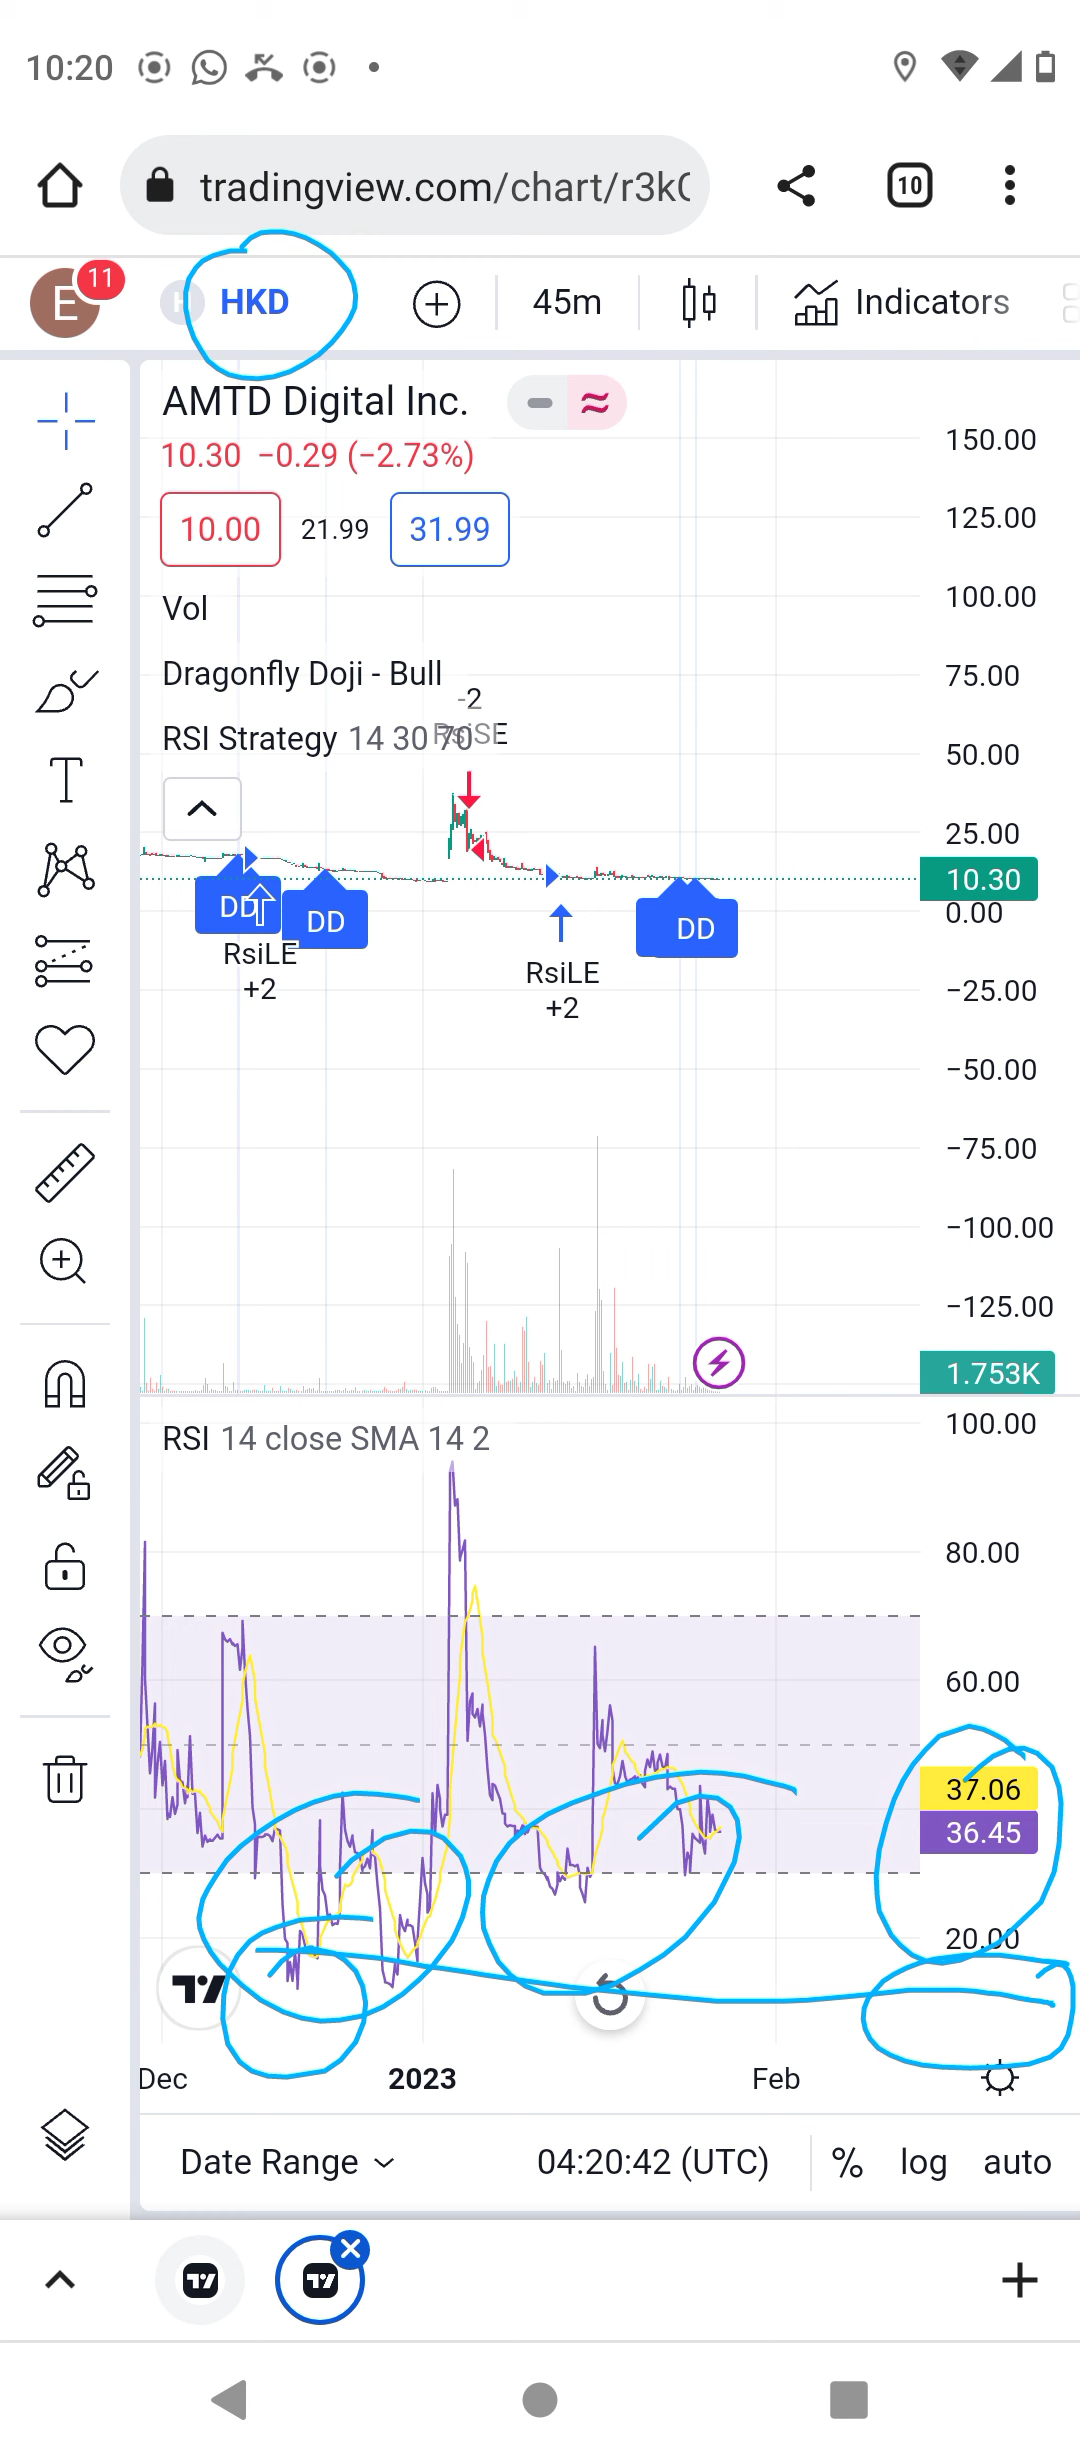 10:20
tradingview.com/chart/r3k
10
E
11
H
HKD
45m
Indicators
AMTD Digital Inc.
10.30 −0.29 (−2.73%)
10.00
21.99
31.99
Vol
Dragonfly Doji - Bull
-2
RSI Strategy 14 30 70
RsiSE
DD
DD
DD
RsiLE
+2
RsiLE
+2
150.00
125.00
100.00
75.00
50.00
25.00
10.30
0.00
−25.00
−50.00
−75.00
−100.00
−125.00
1.753K
RSI 14 close SMA 14 2
100.00
80.00
60.00
37.06
36.45
20.00
Dec
2023
Feb
Date Range
04:20:42 (UTC)
%
log
auto